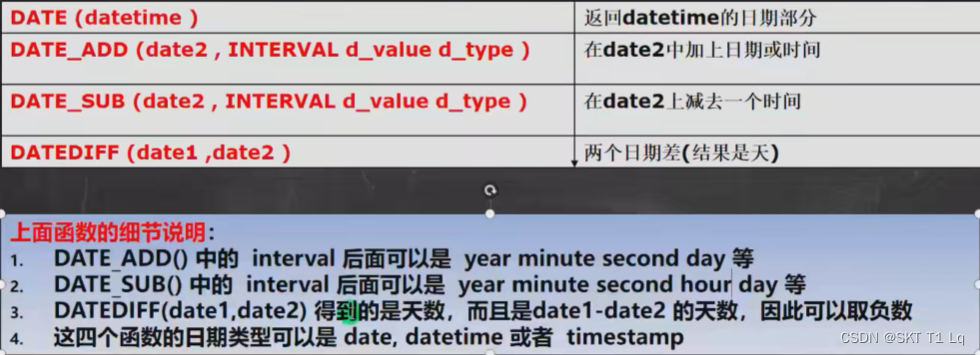 DATE (datetime ) 返回datetime的日期部分
DATE_ADD (date2 , INTERVAL d_value d_type ) 在date2中加上日期或时间
DATE_SUB (date2 , INTERVAL d_value d_type ) 在date2上减去一个时间
DATEDIFF (date1 ,date2 ) 两个日期差(结果是天)
上面函数的细节说明:
1. DATE_ADD() 中的 interval 后面可以是 year minute second day 等
2. DATE_SUB() 中的 interval 后面可以是 year minute second hour day 等
3. DATEDIFF(date1,date2) 得到的是天数，而且是date1-date2 的天数，因此可以取负数
4. 这四个函数的日期类型可以是 date, datetime 或者 timestamp
CSDN @SKT T1 Lq